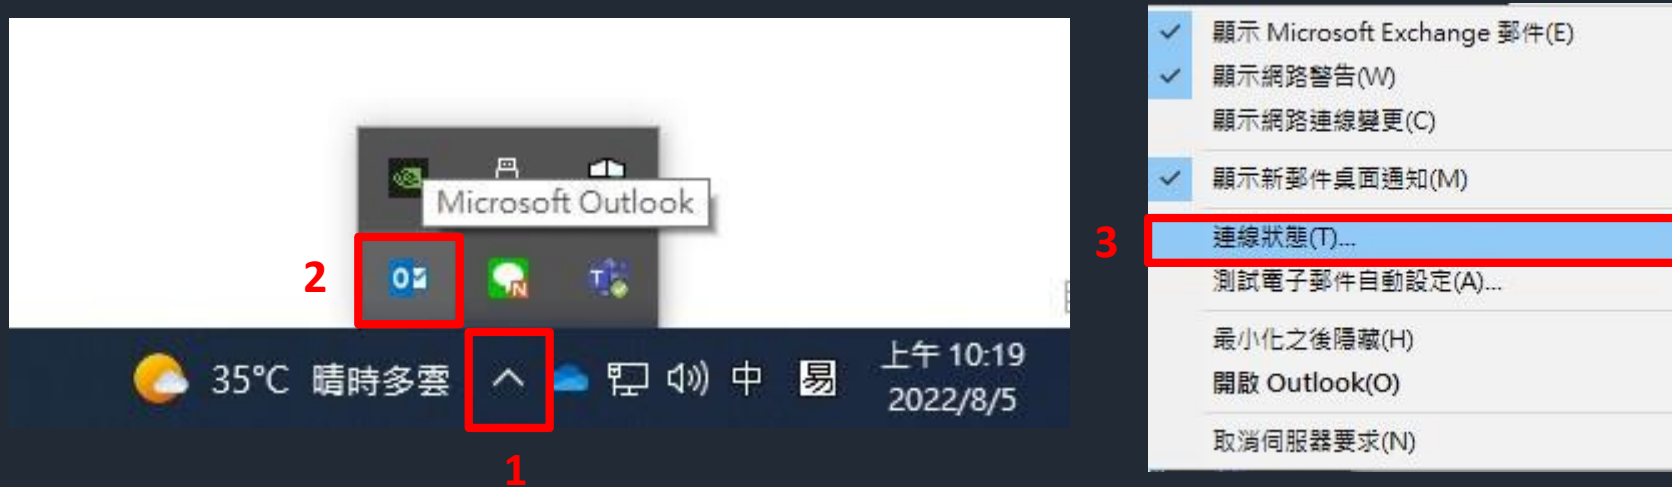 Microsoft Outlook
2
35°C 晴時多雲
中
易
上午 10:19
2022/8/5
1
顯示 Microsoft Exchange 郵件(E)
顯示網路警告(W)
顯示網路連線變更(C)
顯示新郵件桌面通知(M)
3
連線狀態(T)...
測試電子郵件自動設定(A)...
最小化之後隱藏(H)
開啟 Outlook(O)
取消伺服器要求(N)